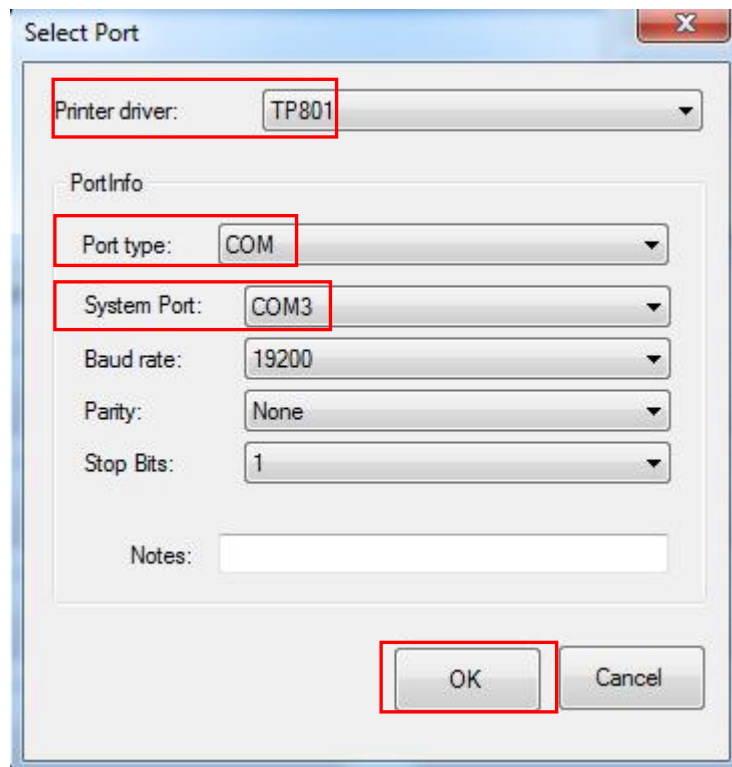 Select Port
Printer driver: TP801
PortInfo
Port type: COM
System Port: COM3
Baud rate: 19200
Parity: None
Stop Bits: 1
Notes:
OK Cancel